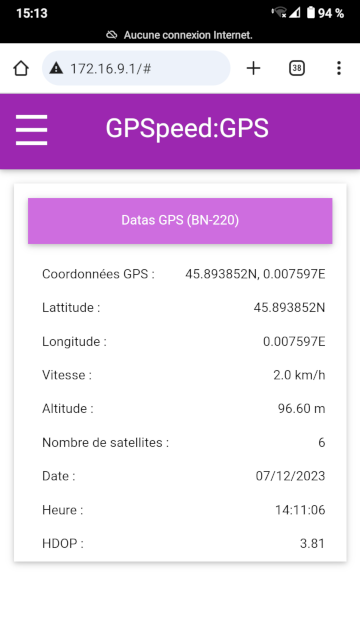 15:13
94 %
Aucune connexion Internet.
172.16.9.1/#
38
GPSpeed:GPS
Datas GPS (BN-220)
Coordonnées GPS : 45.893852N, 0.007597E
Lattitude : 45.893852N
Longitude : 0.007597E
Vitesse : 2.0 km/h
Altitude : 96.60 m
Nombre de satellites : 6
Date : 07/12/2023
Heure : 14:11:06
HDOP : 3.81